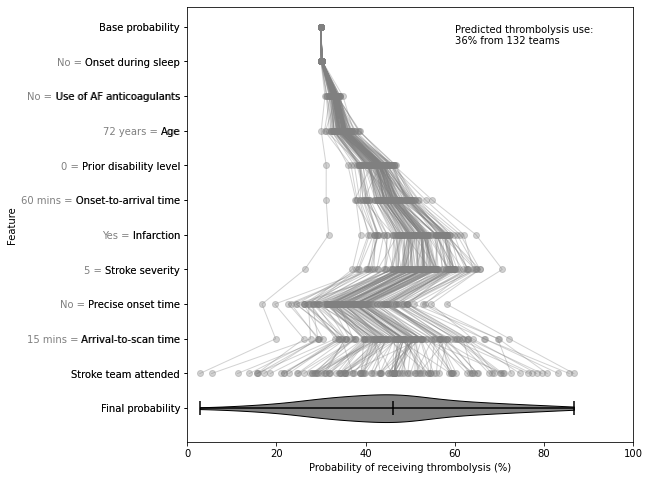 Predicted thrombolysis use:
36% from 132 teams
Feature
Base probability
No = Onset during sleep
No = Use of AF anticoagulants
72 years = Age
0 = Prior disability level
60 mins = Onset-to-arrival time
Yes = Infarction
5 = Stroke severity
No = Precise onset time
15 mins = Arrival-to-scan time
Stroke team attended
Final probability
0 20 40 60 80 100
Probability of receiving thrombolysis (%)